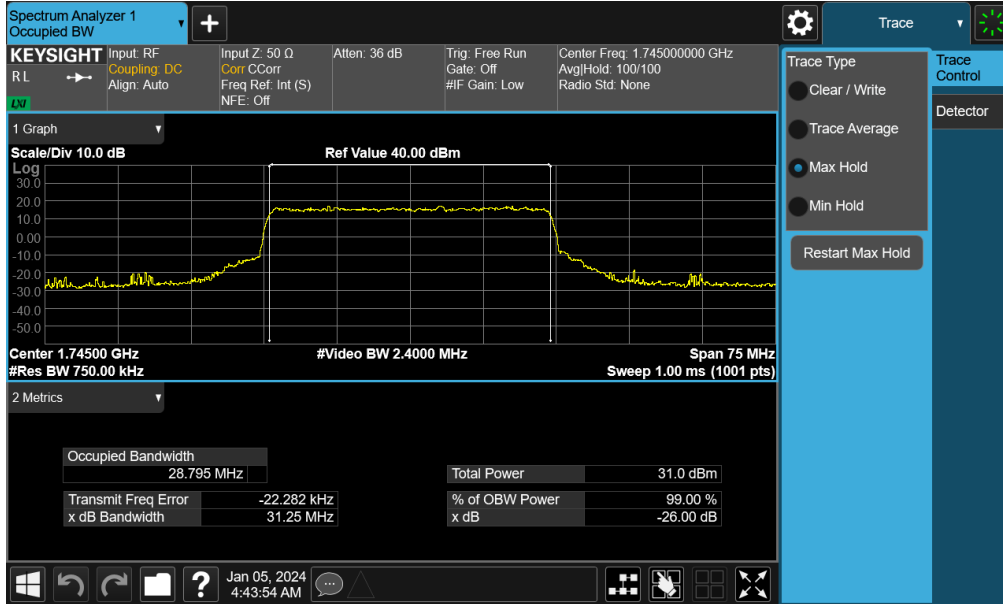 Spectrum Analyzer 1
Occupied BW
Trace
KEYSIGHT
R L
LXI
Input: RF
Coupling: DC
Align: Auto
Input Z: 50 Ω
Corr CCorr
Freq Ref: Int (S)
NFE: Off
Atten: 36 dB
Trig: Free Run
Gate: Off
#IF Gain: Low
Center Freq: 1.745000000 GHz
Avg|Hold: 100/100
Radio Std: None
1 Graph
Scale/Div 10.0 dB
Ref Value 40.00 dBm
Log
30.0
20.0
10.0
0.00
-10.0
-20.0
-30.0
-40.0
-50.0
Center 1.74500 GHz
#Video BW 2.4000 MHz
Span 75 MHz
#Res BW 750.00 kHz
Sweep 1.00 ms (1001 pts)
2 Metrics
Occupied Bandwidth
28.795 MHz
Transmit Freq Error -22.282 kHz
x dB Bandwidth 31.25 MHz
Total Power 31.0 dBm
% of OBW Power 99.00 %
x dB -26.00 dB
Trace Type
Clear / Write
Trace Average
Max Hold
Min Hold
Restart Max Hold
Trace
Control
Detector
Jan 05, 2024
4:43:54 AM